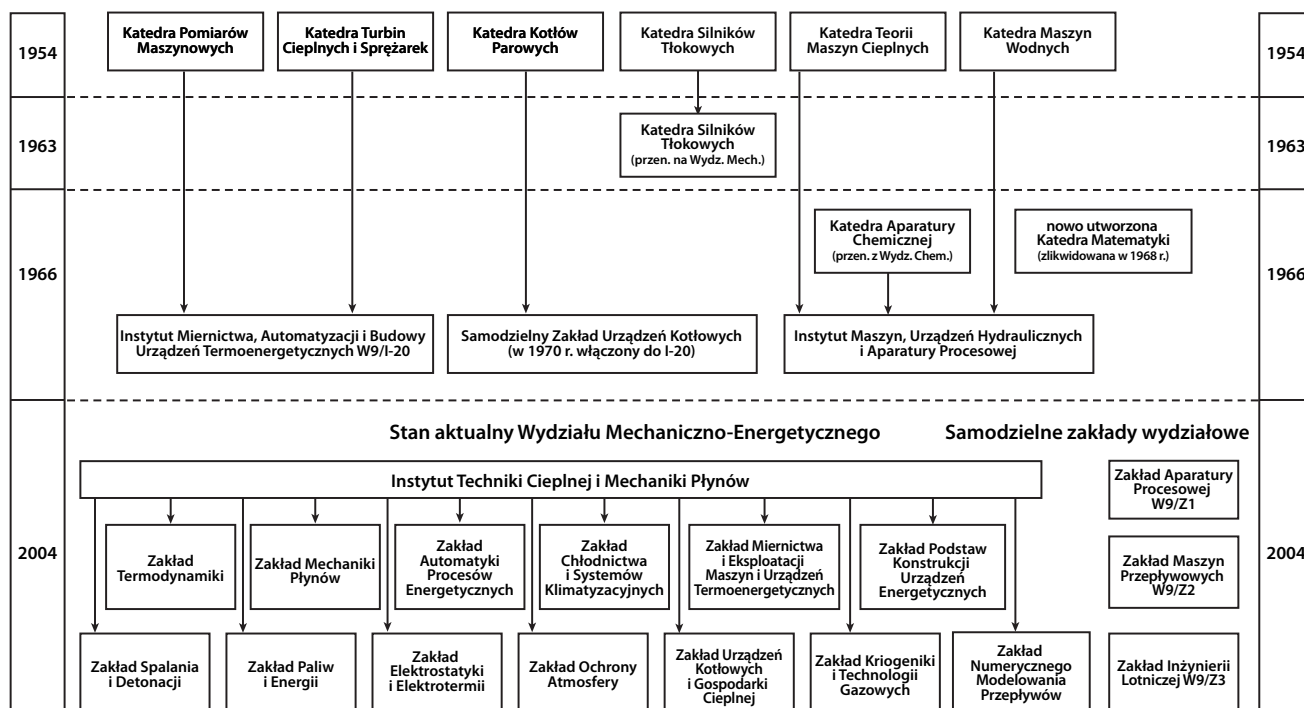 1954
Katedra Pomiarów
Maszynowych
Katedra Turbin
Cieplnych i Sprężarek
Katedra Kotłów
Parowych
Katedra Silników
Tłokowych
Katedra Teorii
Maszyn Cieplnych
Katedra Maszyn
Wodnych
1954
1963
Katedra Silników
Tłokowych
(przen. na Wydz. Mech.)
1963
1966
Katedra Aparatury
Chemicznej
(przen. z Wydz. Chem.)
nowo utworzona
Katedra Matematyki
(zlikwidowana w 1968 r.)
1966
Instytut Miernictwa, Automatyzacji i Budowy
Urządzeń Termoenergetycznych W9/I-20
Samodzielny Zakład Urządzeń Kotłowych
(w 1970 r. włączony do I-20)
Instytut Maszyn, Urządzeń Hydraulicznych
i Aparatury Procesowej
Stan aktualny Wydziału Mechaniczno-Energetycznego
Samodzielne zakłady wydziałowe
Instytut Techniki Cieplnej i Mechaniki Płynów
Zakład Aparatury
Procesowej
W9/Z1
2004
Zakład
Termodynamiki
Zakład Mechaniki
Płynów
Zakład
Automatyki
Procesów
Energetycznych
Zakład
Chłodnictwa
i Systemów
Klimatyzacyjnych
Zakład Miernictwa
i Eksploatacji
Maszyn i Urządzeń
Termoenergetycznych
Zakład Podstaw
Konstrukcji
Urządzeń
Energetycznych
Zakład Maszyn
Przepływowych
W9/Z2
2004
Zakład Spalania
i Detonacji
Zakład Paliw
i Energii
Zakład
Elektrostatyki
i Elektrotermii
Zakład Ochrony
Atmosfery
Zakład Urządzeń
Kotłowych
i Gospodarki
Cieplnej
Zakład Kriogeniki
i Technologii
Gazowych
Zakład
Numerycznego
Modelowania
Przepływów
Zakład Inżynierii
Lotniczej W9/Z3